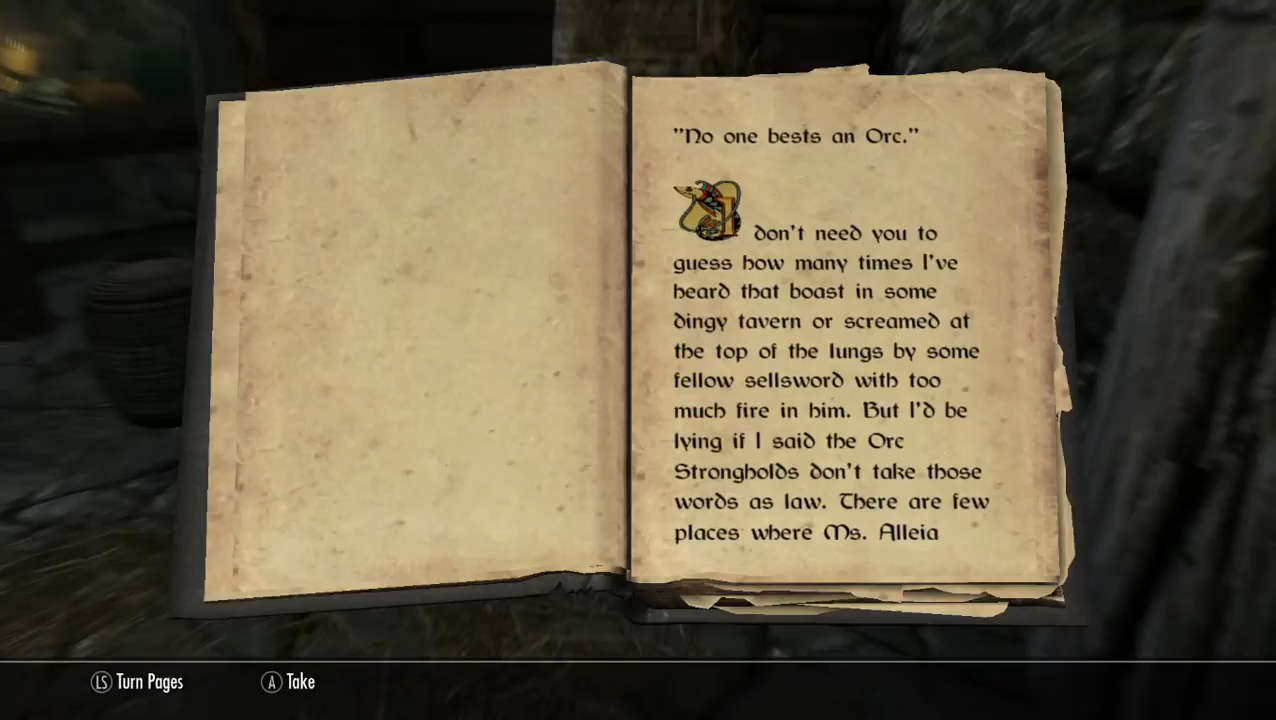 "No one bests an Orc."
I don't need you to
guess how many times I've
heard that boast in some
dingy tavern or screamed at
the top of the lungs by some
fellow sellsword with too
much fire in him. But I'd be
lying if I said the Orc
Strongholds don't take those
words as law. There are few
places where Ms. Alleia
LS Turn Pages
A Take